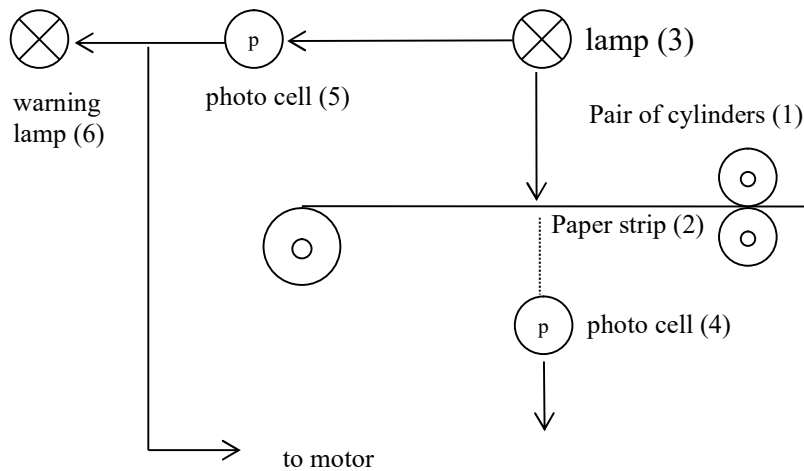 p
lamp (3)
photo cell (5)
warning
lamp (6)
Pair of cylinders (1)
Paper strip (2)
p
photo cell (4)
to motor